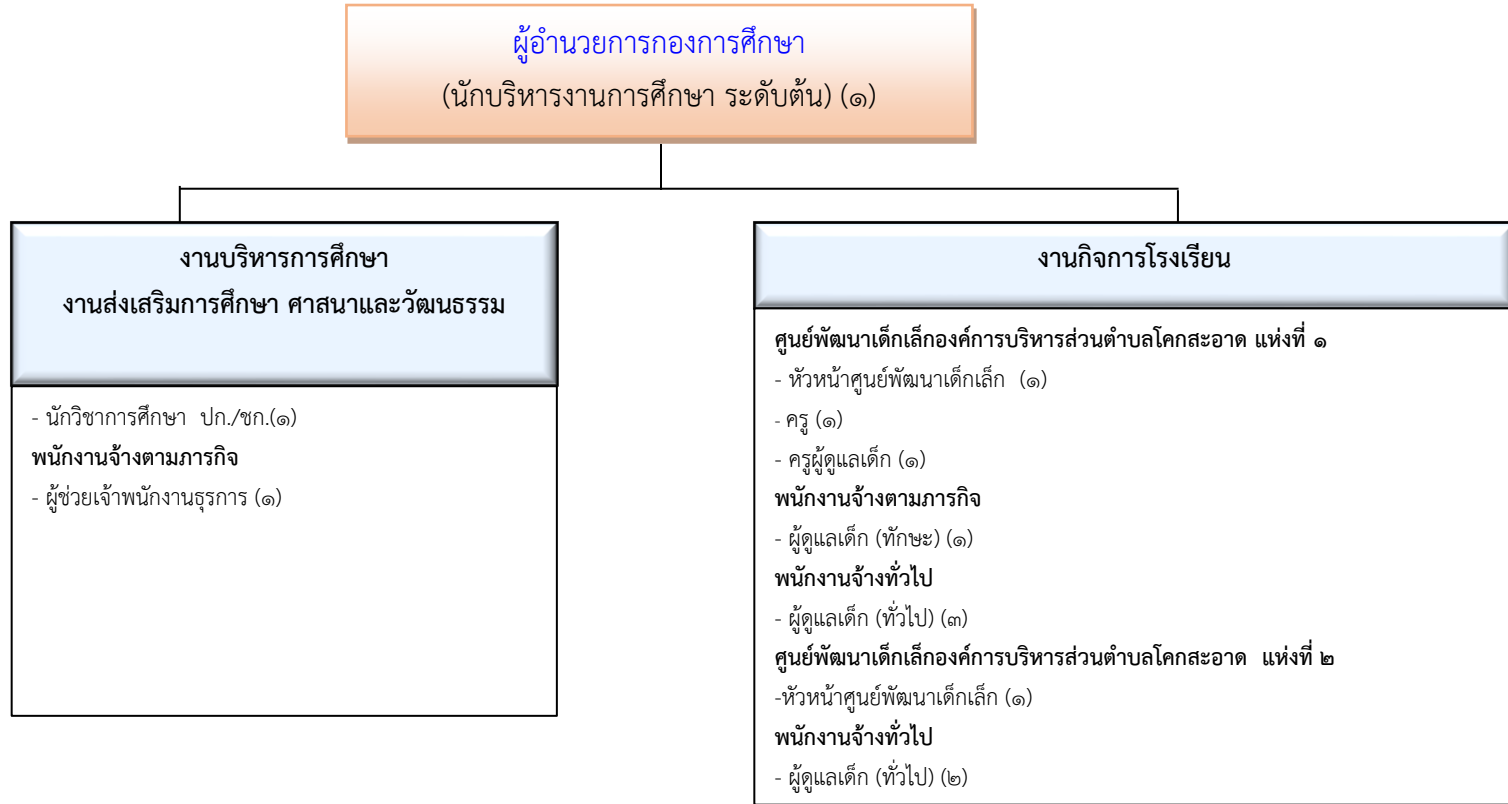 ผู้อำนวยการกองการศึกษา
(นักบริหารงานการศึกษา ระดับต้น) (๑)
งานบริหารการศึกษา
งานส่งเสริมการศึกษา ศาสนาและวัฒนธรรม
- นักวิชาการศึกษา ปก./ชก.(๑)
พนักงานจ้างตามภารกิจ
- ผู้ช่วยเจ้าพนักงานธุรการ (๑)
งานกิจการโรงเรียน
ศูนย์พัฒนาเด็กเล็กองค์การบริหารส่วนตำบลโคกสะอาด แห่งที่ ๑
- หัวหน้าศูนย์พัฒนาเด็กเล็ก (๑)
- ครู (๑)
- ครูผู้ดูแลเด็ก (๑)
พนักงานจ้างตามภารกิจ
- ผู้ดูแลเด็ก (ทักษะ) (๑)
พนักงานจ้างทั่วไป
- ผู้ดูแลเด็ก (ทั่วไป) (๓)
ศูนย์พัฒนาเด็กเล็กองค์การบริหารส่วนตำบลโคกสะอาด แห่งที่ ๒
-หัวหน้าศูนย์พัฒนาเด็กเล็ก (๑)
พนักงานจ้างทั่วไป
- ผู้ดูแลเด็ก (ทั่วไป) (๒)